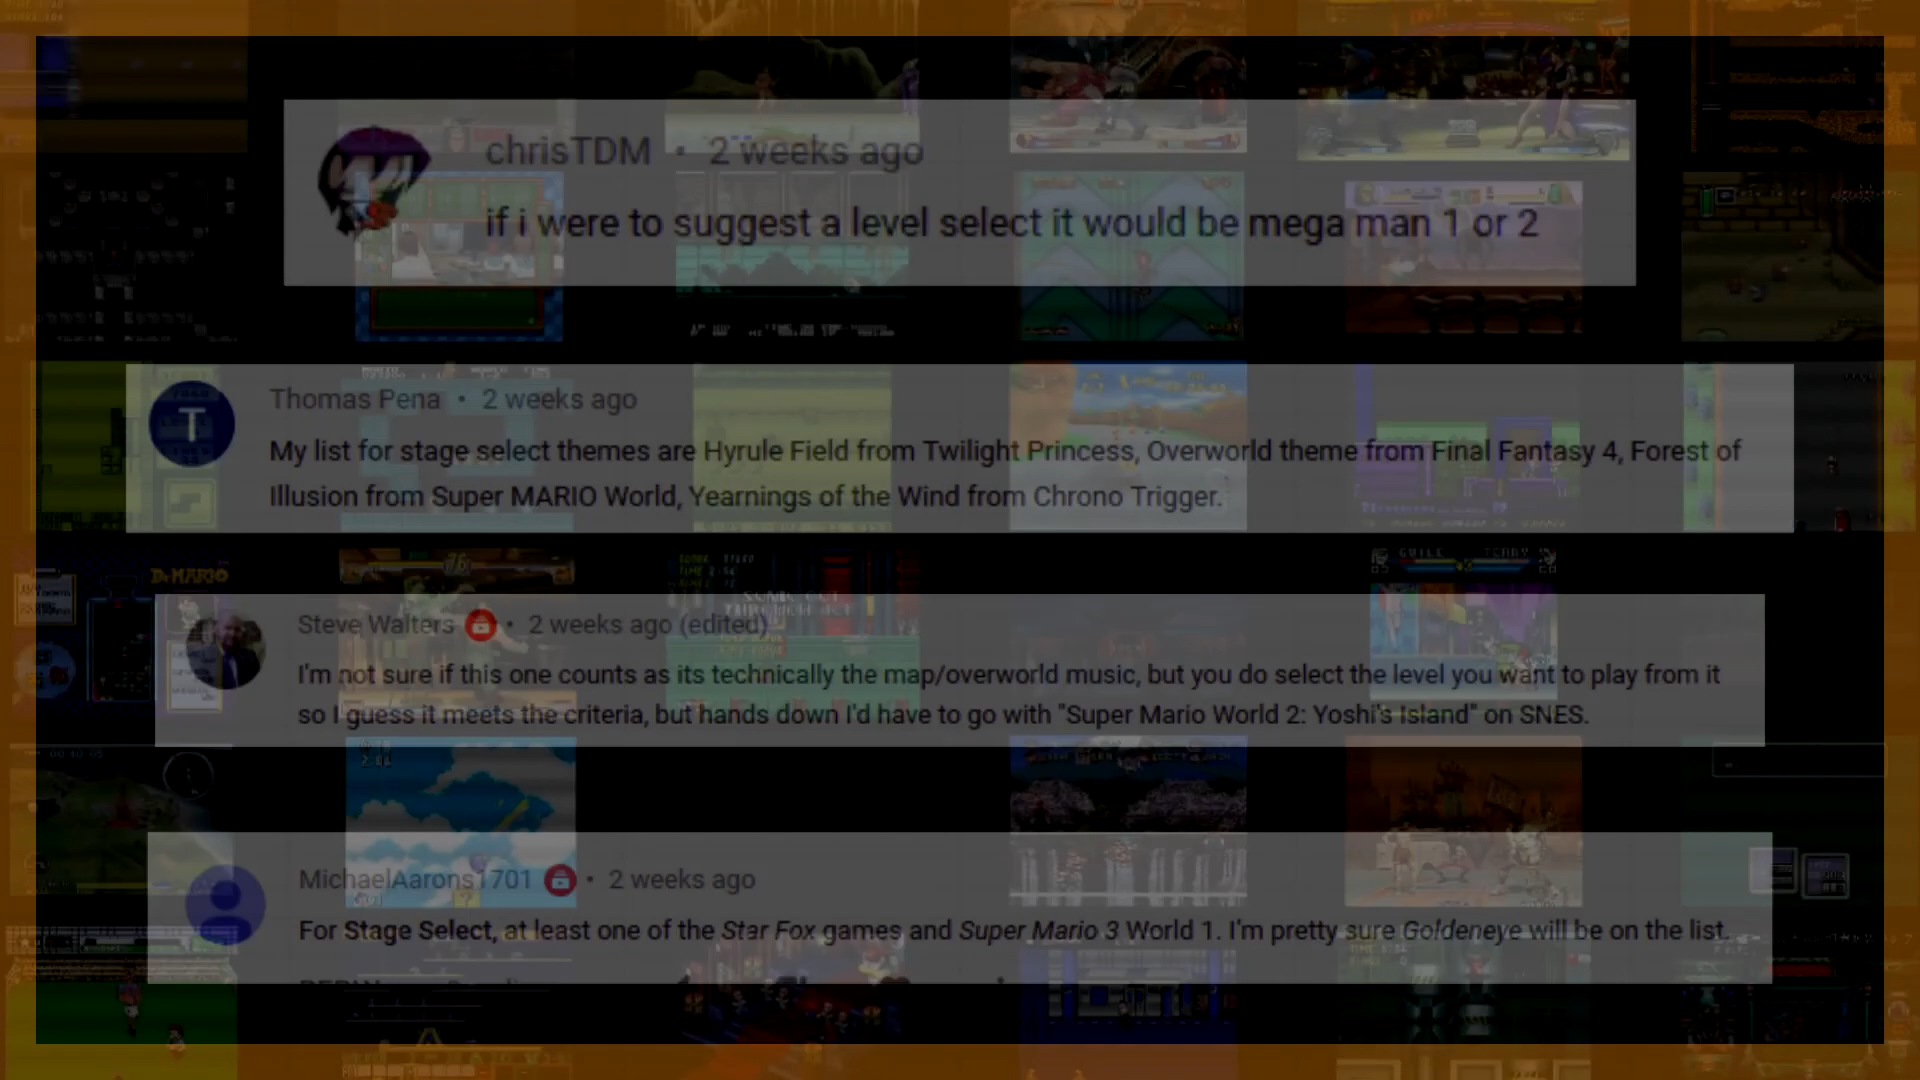 chrisTDM • 2 weeks ago
if i were to suggest a level select it would be mega man 1 or 2
Thomas Pena • 2 weeks ago
My list for stage select themes are Hyrule Field from Twilight Princess, Overworld theme from Final Fantasy 4, Forest of
Illusion from Super MARIO World, Yearnings of the Wind from Chrono Trigger.
T
Dr. MARIO
76
GUILE TERRY
Steve Walters • 2 weeks ago (edited)
I'm not sure if this one counts as its technically the map/overworld music, but you do select the level you want to play from it
so I guess it meets the criteria, but hands down I'd have to go with "Super Mario World 2: Yoshi's Island" on SNES.
MichaelAarons1701 • 2 weeks ago
For Stage Select, at least one of the Star Fox games and Super Mario 3 World 1. I'm pretty sure Goldeneye will be on the list.